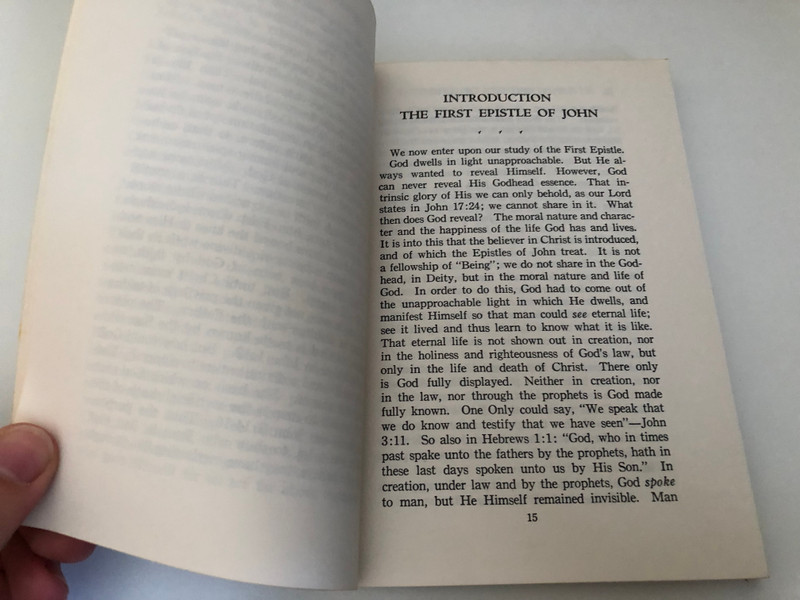 INTRODUCTION
THE FIRST EPISTLE OF JOHN
We now enter upon our study of the First Epistle.
God dwells in light unapproachable. But He al-
ways wanted to reveal Himself. However, God
can never reveal His Godhead essence. That in-
trinsic glory of His we can only behold, as our Lord
states in John 17:24; we cannot share in it. What
then does God reveal? The moral nature and charac-
ter and the happiness of the life God has and lives.
It is into this that the believer in Christ is introduced,
and of which the Epistles of John treat. It is not
a fellowship of "Being"; we do not share in the God-
head, in Deity, but in the moral nature and life of
God. In order to do this, God had to come out of
the unapproachable light in which He dwells, and
manifest Himself so that man could see eternal life;
see it lived and thus learn to know what it is like.
That eternal life is not shown out in creation, nor
in the holiness and righteousness of God's law, but
only in the life and death of Christ. There only
is God fully displayed. Neither in creation, nor
in the law, nor through the prophets is God made
fully known. One Only could say, "We speak that
we do know and testify that we have seen"—John
3:11. So also in Hebrews 1:1: "God, who in times
past spake unto the fathers by the prophets, hath in
these last days spoken unto us by His Son." In
creation, under law and by the prophets, God spoke
to man, but He Himself remained invisible. Man
15